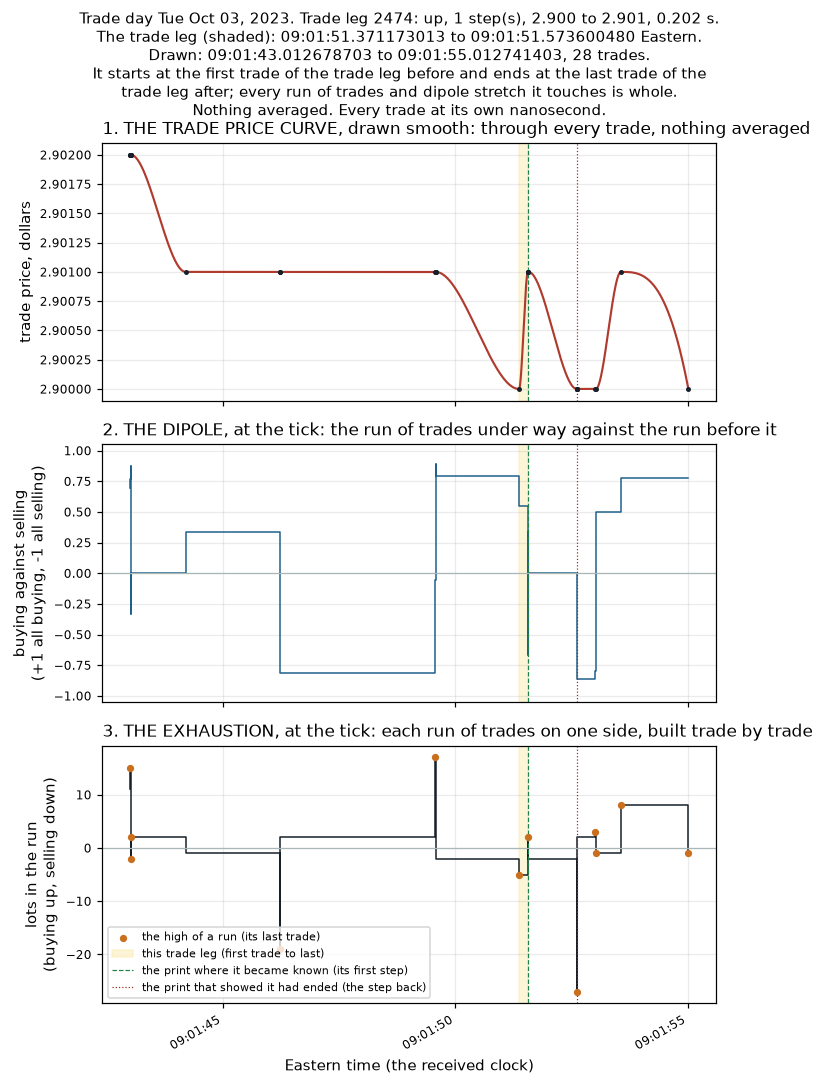 Trade day Tue Oct 03, 2023. Trade leg 2474: up, 1 step(s), 2.900 to 2.901, 0.202 s.
The trade leg (shaded): 09:01:51.371173013 to 09:01:51.573600480 Eastern.
Drawn: 09:01:43.012678703 to 09:01:55.012741403, 28 trades.
It starts at the first trade of the trade leg before and ends at the last trade of the
trade leg after; every run of trades and dipole stretch it touches is whole.
Nothing averaged. Every trade at its own nanosecond.
1. THE TRADE PRICE CURVE, drawn smooth: through every trade, nothing averaged
2.90200
2.90175
2.90150
2.90125
2.90100
2.90075
2.90050
2.90025
2.90000
trade price, dollars
2. THE DIPOLE, at the tick: the run of trades under way against the run before it
1.00
0.75
0.50
0.25
0.00
−0.25
−0.50
−0.75
−1.00
buying against selling
(+1 all buying, -1 all selling)
3. THE EXHAUSTION, at the tick: each run of trades on one side, built trade by trade
10
0
−10
−20
lots in the run
(buying up, selling down)
the high of a run (its last trade)
this trade leg (first trade to last)
the print where it became known (its first step)
the print that showed it had ended (the step back)
09:01:45
09:01:50
09:01:55
Eastern time (the received clock)